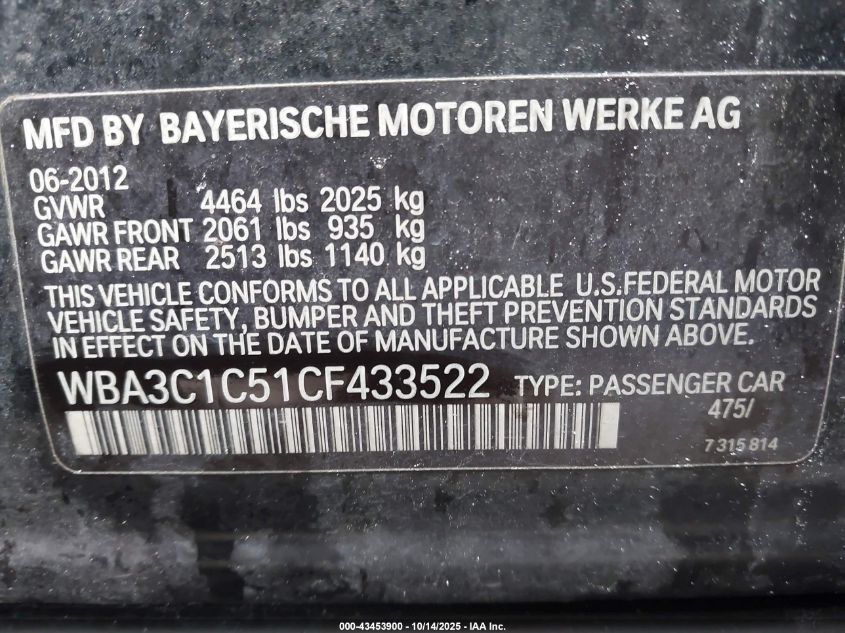 MFD BY BAYERISCHE MOTOREN WERKE AG
06-2012
GVWR 4464 lbs 2025 kg
GAWR FRONT 2061 lbs 935 kg
GAWR REAR 2513 lbs 1140 kg
THIS VEHICLE CONFORMS TO ALL APPLICABLE U.S.FEDERAL MOTOR
VEHICLE SAFETY, BUMPER AND THEFT PREVENTION STANDARDS
IN EFFECT ON THE DATE OF MANUFACTURE SHOWN ABOVE.
WBA3C1C51CF433522 TYPE: PASSENGER CAR
475/
7 315 814
000-43453900 - 10/14/2025 - IAA Inc.